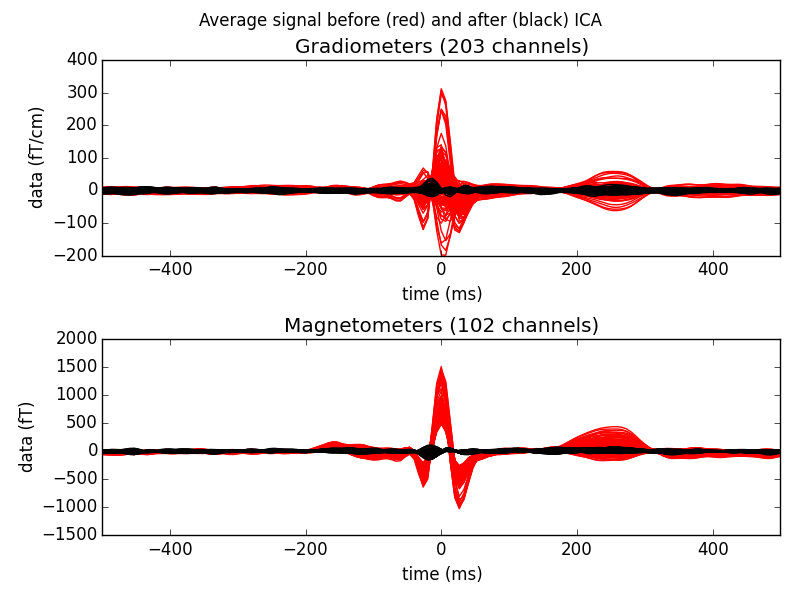 Average signal before (red) and after (black) ICA
Gradiometers (203 channels)
400
300
200
100
0
−100
−200
data (fT/cm)
−400 −200 0 200 400
time (ms)
Magnetometers (102 channels)
2000
1500
1000
500
0
−500
−1000
−1500
data (fT)
−400 −200 0 200 400
time (ms)